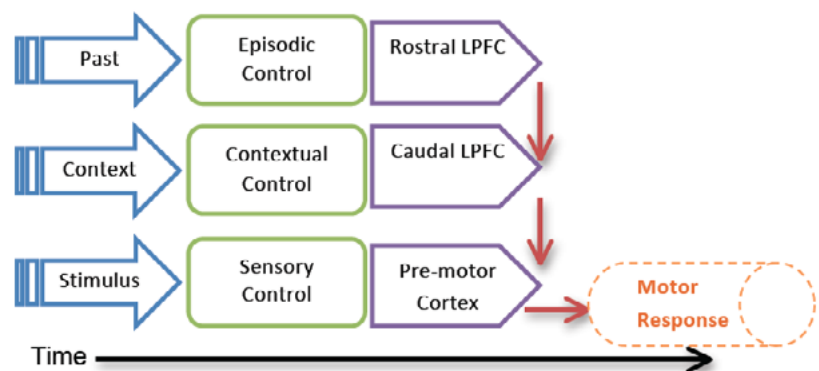 Past
Episodic
Control
Rostral LPFC
Context
Contextual
Control
Caudal LPFC
Stimulus
Sensory
Control
Pre-motor
Cortex
Motor
Response
Time